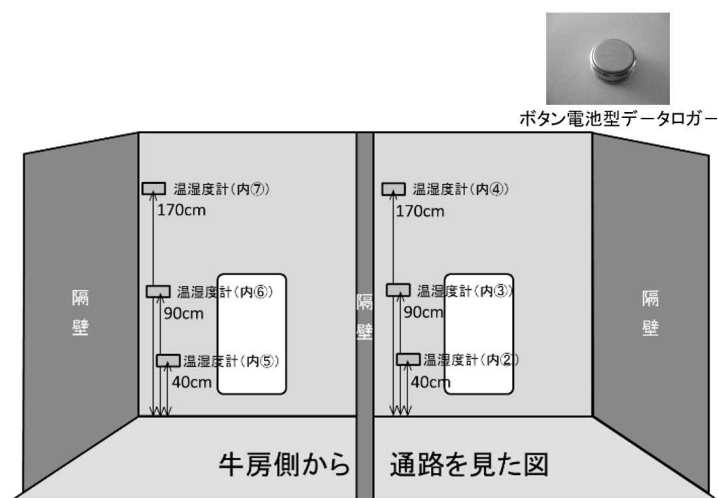 ボタン電池型データロガー
温湿度計(内⑦)
170cm
温湿度計(内④)
170cm
温湿度計(内⑥)
90cm
温湿度計(内③)
90cm
温湿度計(内⑤)
40cm
温湿度計(内②)
40cm
隔
壁
隔
壁
隔
壁
牛房側から 通路を見た図